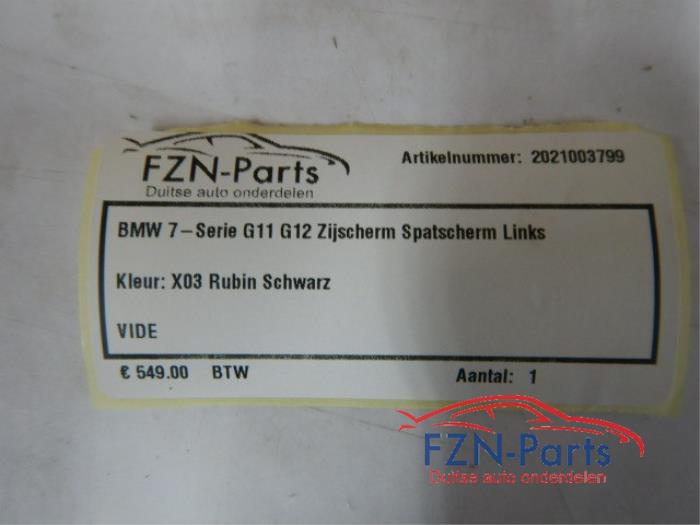 FZN-Parts
Duitse auto onderdelen
Artikelnummer: 2021003799
BMW 7-Serie G11 G12 Zijscherm Spatscherm Links
Kleur: X03 Rubin Schwarz
VIDE
€ 549.00 BTW
Aantal: 1
FZN-Parts
Duitse auto onderdelen